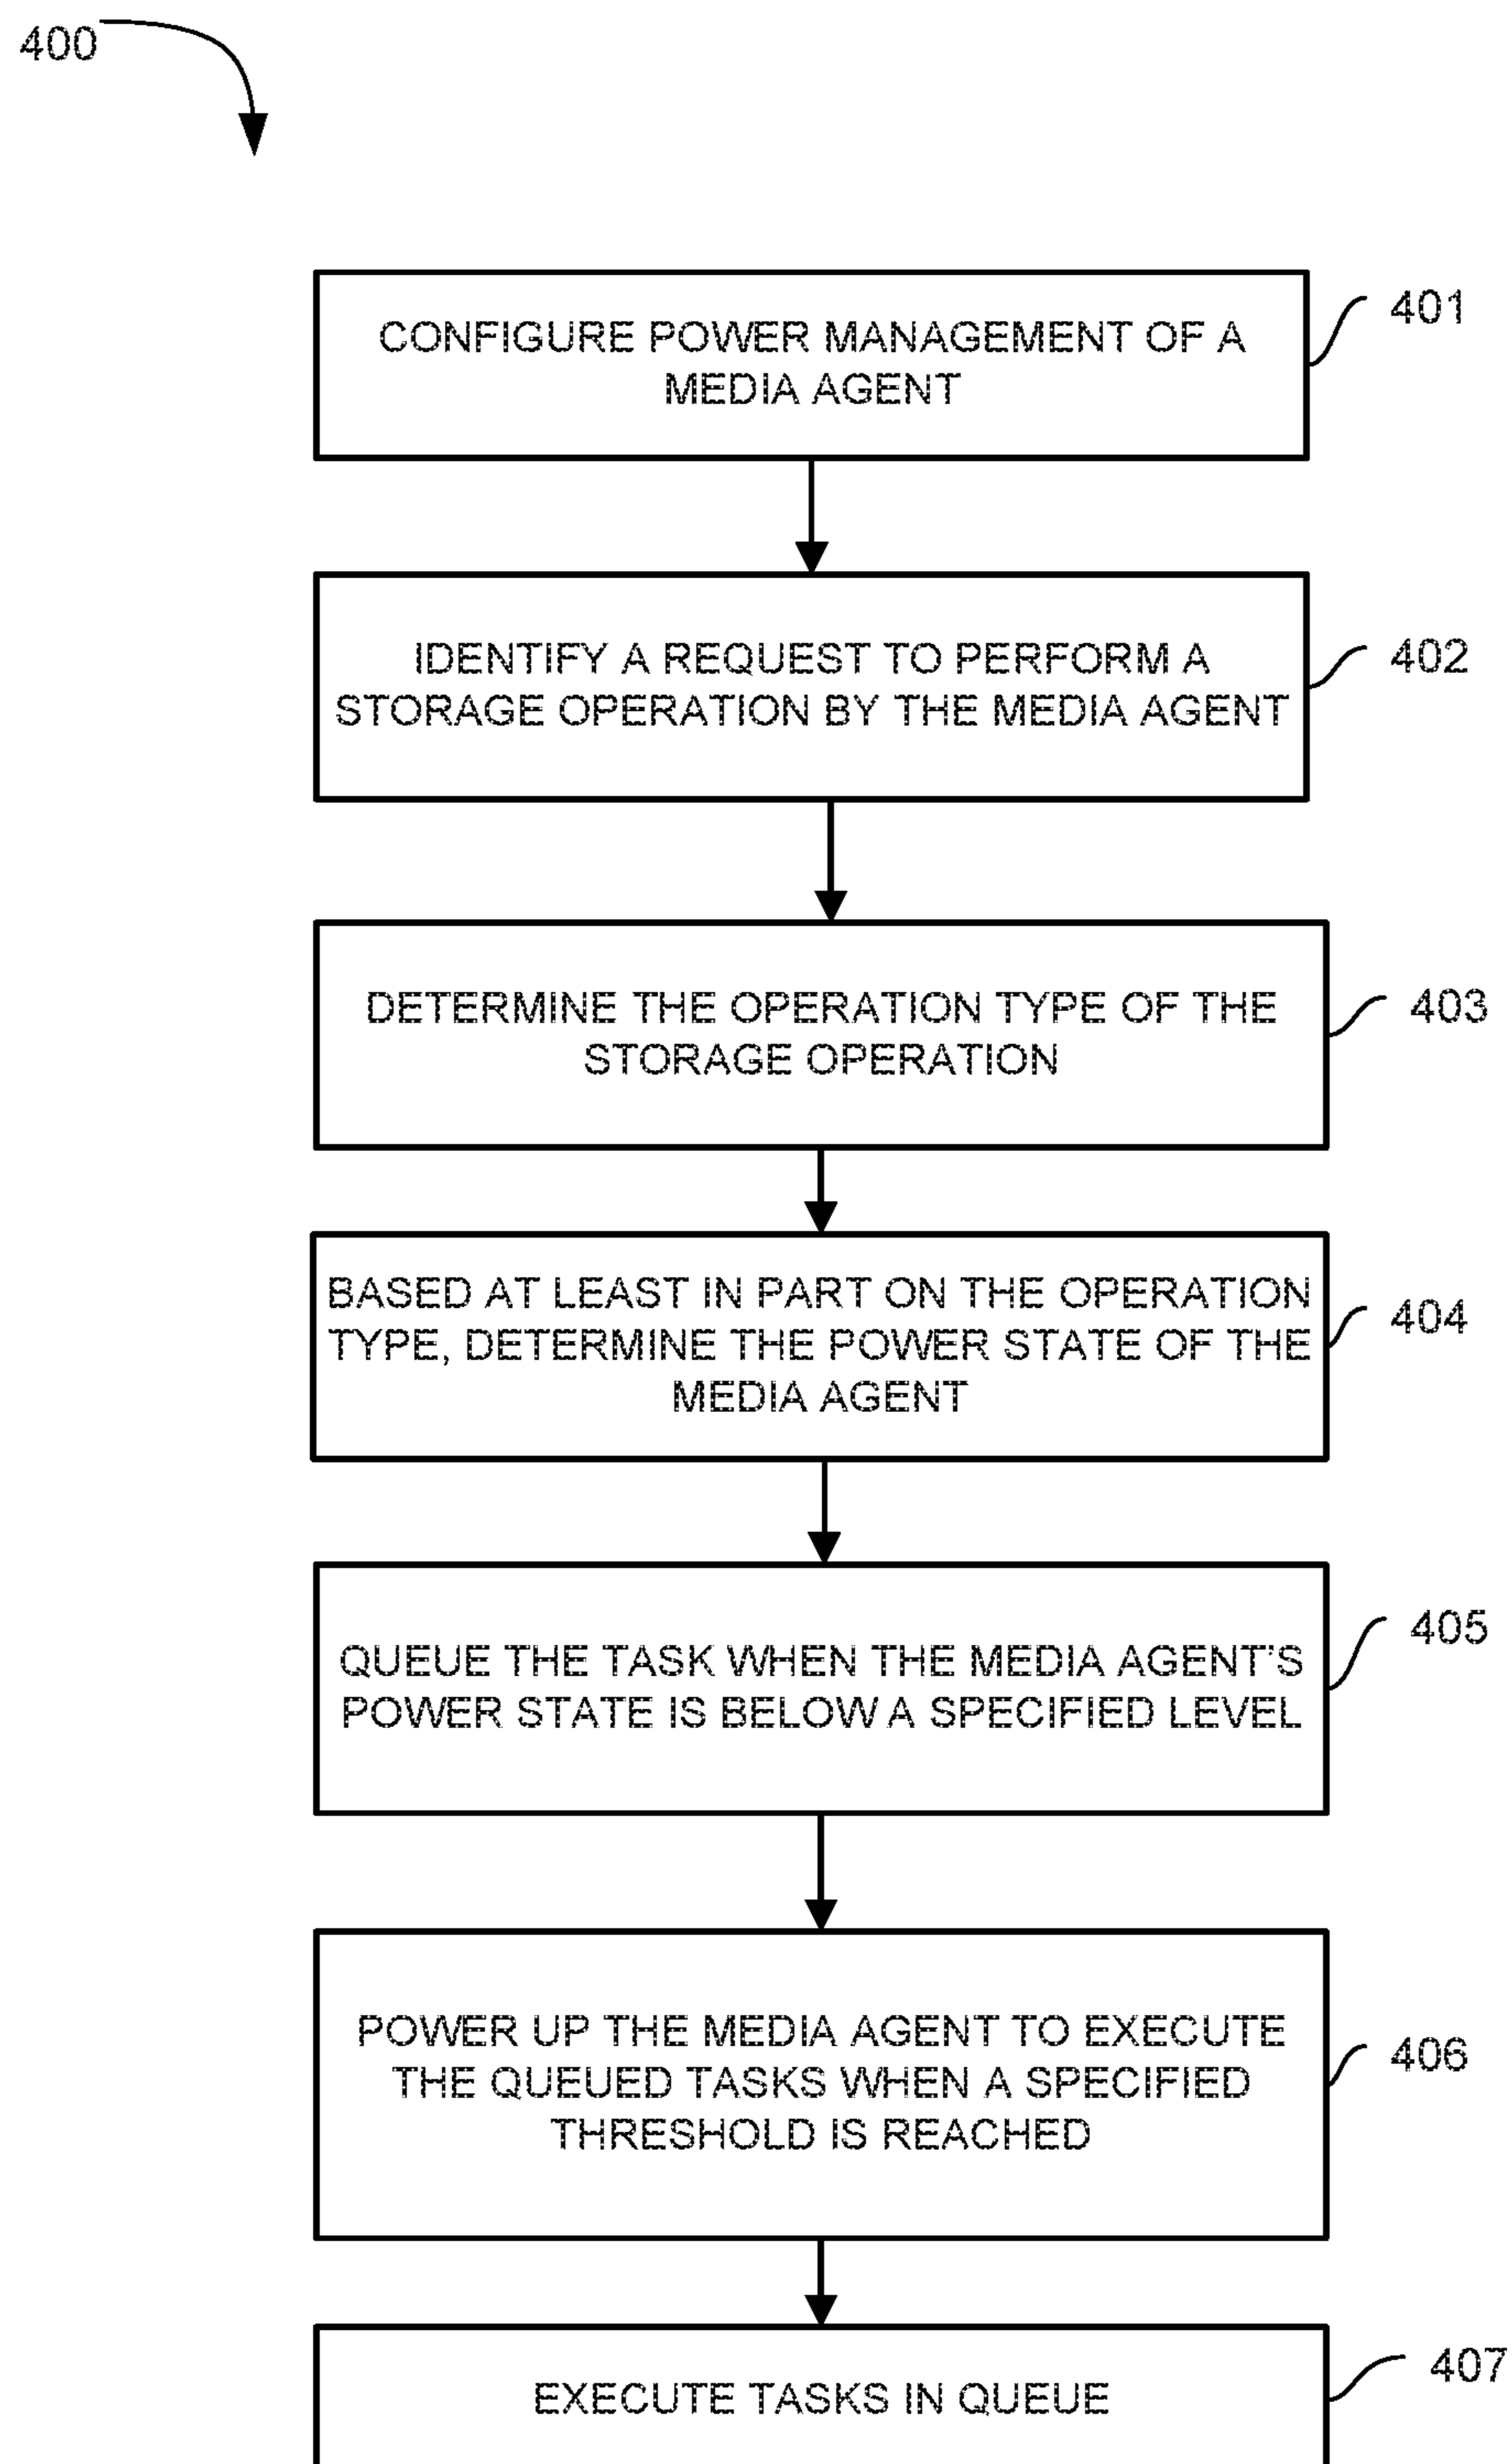 400
CONFIGURE POWER MANAGEMENT OF A
MEDIA AGENT
401
IDENTIFY A REQUEST TO PERFORM A
STORAGE OPERATION BY THE MEDIA AGENT
402
DETERMINE THE OPERATION TYPE OF THE
STORAGE OPERATION
403
BASED AT LEAST IN PART ON THE OPERATION
TYPE, DETERMINE THE POWER STATE OF THE
MEDIA AGENT
404
QUEUE THE TASK WHEN THE MEDIA AGENT'S
POWER STATE IS BELOW A SPECIFIED LEVEL
405
POWER UP THE MEDIA AGENT TO EXECUTE
THE QUEUED TASKS WHEN A SPECIFIED
THRESHOLD IS REACHED
406
EXECUTE TASKS IN QUEUE
407